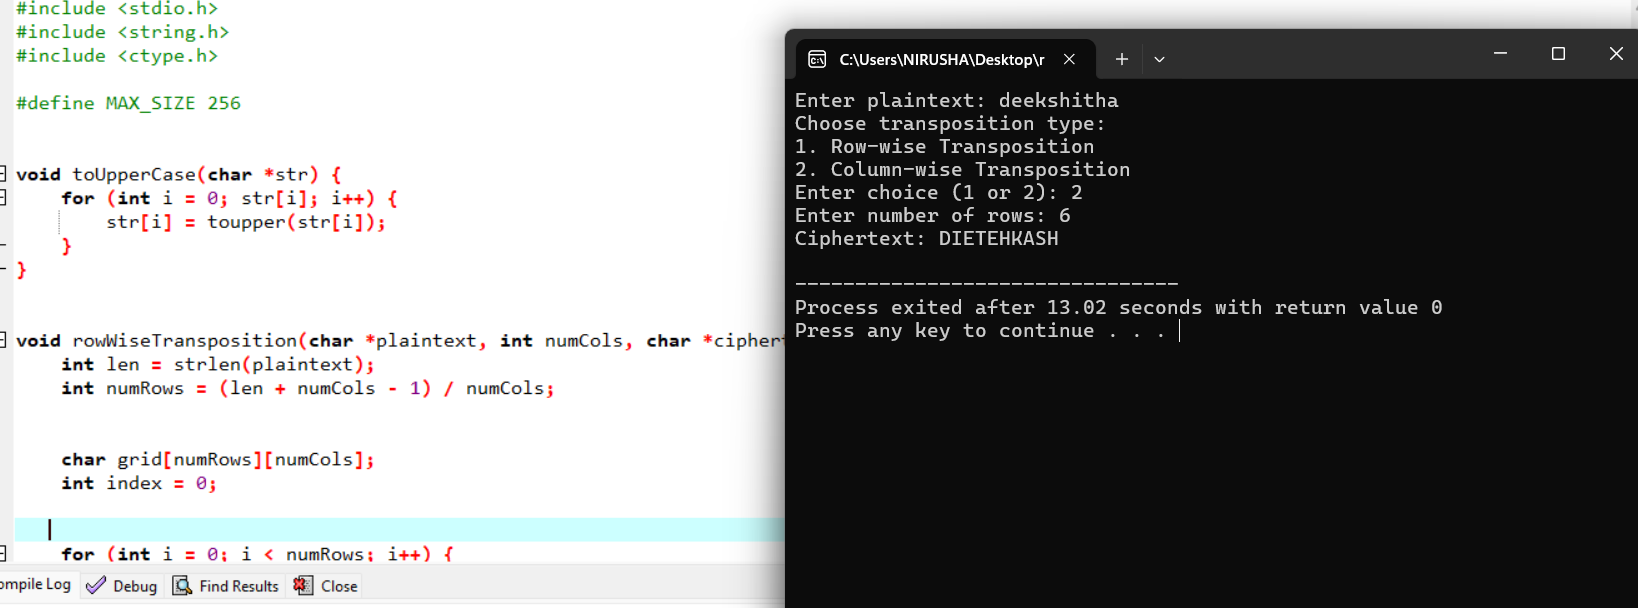 #include <stdio.h>
#include <string.h>
#include <ctype.h>
#define MAX_SIZE 256
void toUpperCase(char *str) {
for (int i = 0; str[i]; i++) {
str[i] = toupper(str[i]);
}
}
void rowWiseTransposition(char *plaintext, int numCols, char *cipher
int len = strlen(plaintext);
int numRows = (len + numCols - 1) / numCols;
char grid[numRows][numCols];
int index = 0;
for (int i = 0; i < numRows; i++) {
ompile Log Debug Find Results Close
C:\Users\NIRUSHA\Desktop\r
Enter plaintext: deekshitha
Choose transposition type:
1. Row-wise Transposition
2. Column-wise Transposition
Enter choice (1 or 2): 2
Enter number of rows: 6
Ciphertext: DIETEHKASH
--------------------------------
Process exited after 13.02 seconds with return value 0
Press any key to continue . . .